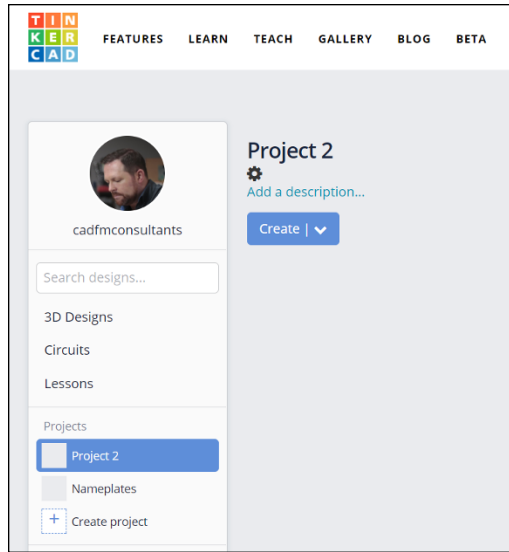 TIN
KER
CAD
FEATURES LEARN TEACH GALLERY BLOG BETA
cadfmconsultants
Search designs...
3D Designs
Circuits
Lessons
Projects
Project 2
Nameplates
+ Create project
Project 2
Add a description...
Create |